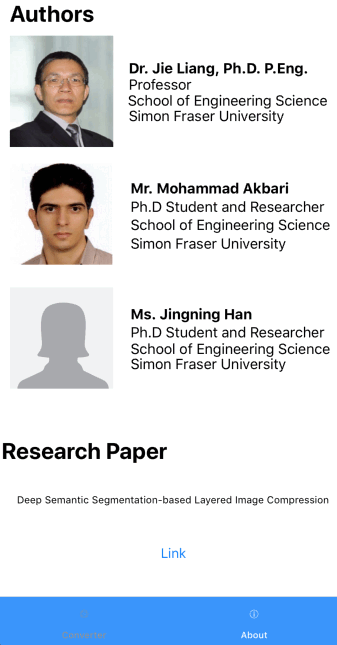 Authors
Dr. Jie Liang, Ph.D. P.Eng.
Professor
School of Engineering Science
Simon Fraser University
Mr. Mohammad Akbari
Ph.D Student and Researcher
School of Engineering Science
Simon Fraser University
Ms. Jingning Han
Ph.D Student and Researcher
School of Engineering Science
Simon Fraser University
Research Paper
Deep Semantic Segmentation-based Layered Image Compression
Link
Converter
About